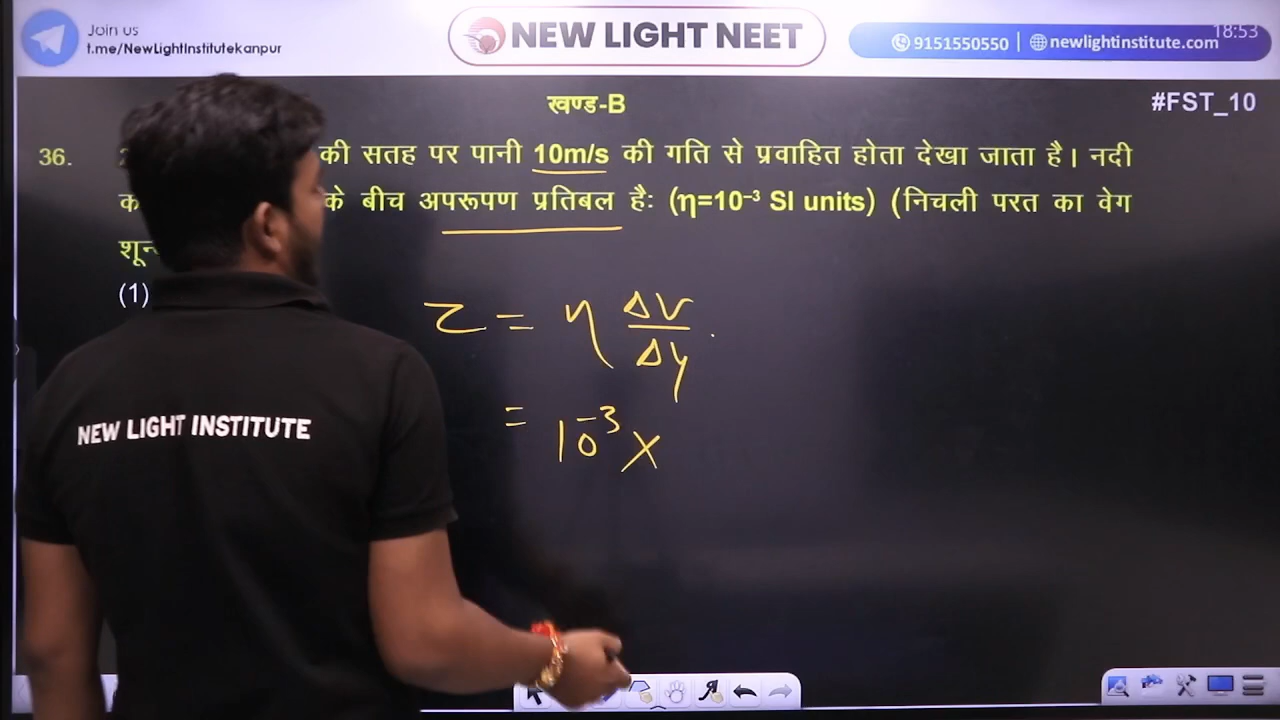 Join us
t.me/NewLightInstitutekanpur
NEW LIGHT NEET
9151550550 | newlightinstitute.com
18:53
खण्ड-B
#FST_10
36. की सतह पर पानी 10m/s की गति से प्रवाहित होता देखा जाता है। नदी
के बीच अपरूपण प्रतिबल हैः (η=10⁻³ SI units) (निचली परत का वेग
(1)
τ = η Δv/Δy
= 10⁻³ x
NEW LIGHT INSTITUTE